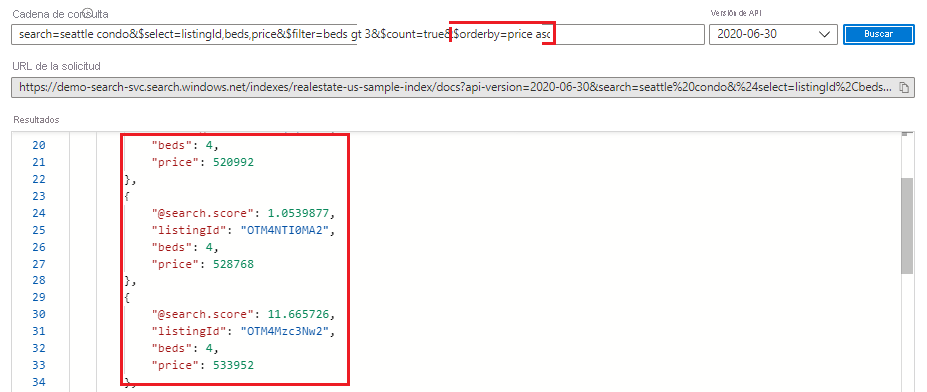 Cadena de consulta
Versión de API
search=seattle condo&$select=listingId,beds,price&$filter=beds gt 3&$count=true&$orderby=price asc
2020-06-30
Buscar
URL de la solicitud
https://demo-search-svc.search.windows.net/indexes/realestate-us-sample-index/docs?api-version=2020-06-30&search=seattle%20condo&%24select=listingId%2Cbeds...
Resultados
20 "beds": 4,
21 "price": 520992
22 },
23 {
24 "@search.score": 1.0539877,
25 "listingId": "OTM4NTI0MA2",
26 "beds": 4,
27 "price": 528768
28 },
29 {
30 "@search.score": 11.665726,
31 "listingId": "OTM4Mzc3Nw2",
32 "beds": 4,
33 "price": 533952
34 },